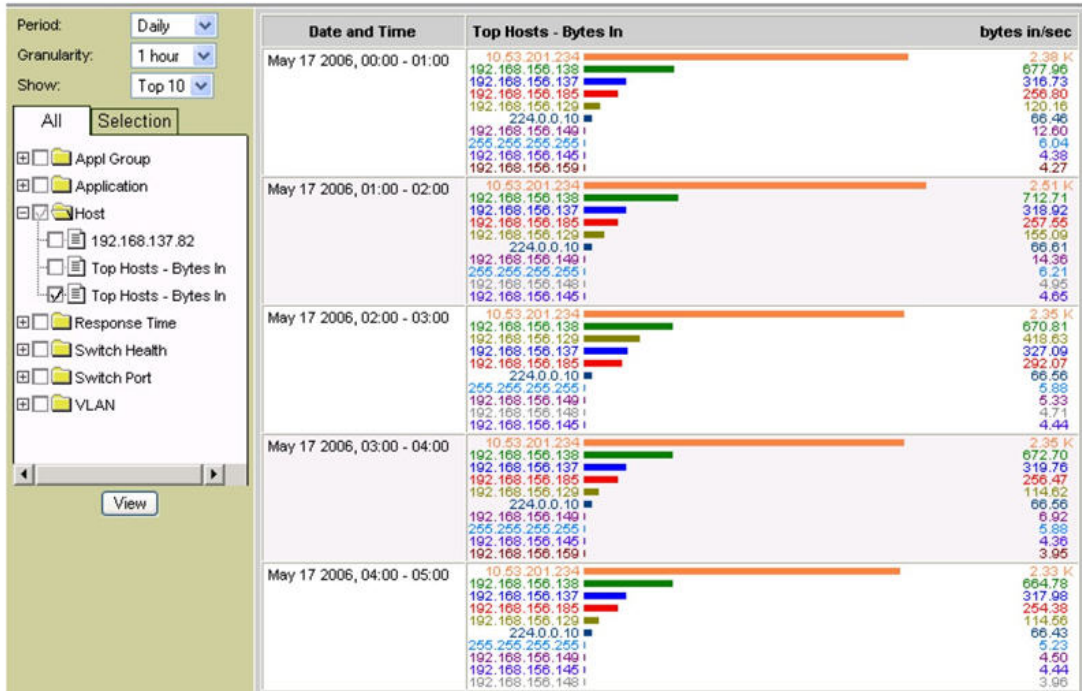 Period: Daily
Granularity: 1 hour
Show: Top 10
All Selection
Appl Group
Application
Host
192.168.137.82
Top Hosts - Bytes In
Top Hosts - Bytes In
Response Time
Switch Health
Switch Port
VLAN
View
Date and Time Top Hosts - Bytes In bytes in/sec
May 17 2006, 00:00 - 01:00
10.53.201.234 2.38 K
192.168.156.138 677.96
192.168.156.137 316.73
192.168.156.185 256.80
192.168.156.129 120.16
224.0.0.10 66.46
192.168.156.149 12.60
255.255.255.255 6.04
192.168.156.145 4.38
192.168.156.159 4.27
May 17 2006, 01:00 - 02:00
10.53.201.234 2.51 K
192.168.156.138 712.71
192.168.156.137 318.92
192.168.156.185 257.55
192.168.156.129 155.09
224.0.0.10 66.61
192.168.156.149 14.36
255.255.255.255 6.21
192.168.156.148 4.95
192.168.156.145 4.65
May 17 2006, 02:00 - 03:00
10.53.201.234 2.35 K
192.168.156.138 670.81
192.168.156.129 418.63
192.168.156.137 327.09
192.168.156.185 292.07
224.0.0.10 66.56
255.255.255.255 5.88
192.168.156.149 5.33
192.168.156.148 4.71
192.168.156.145 4.44
May 17 2006, 03:00 - 04:00
10.53.201.234 2.35 K
192.168.156.138 672.70
192.168.156.137 319.76
192.168.156.185 256.47
192.168.156.129 114.62
224.0.0.10 66.56
192.168.156.149 6.92
255.255.255.255 5.88
192.168.156.145 4.36
192.168.156.159 3.95
May 17 2006, 04:00 - 05:00
10.53.201.234 2.33 K
192.168.156.138 664.78
192.168.156.137 317.98
192.168.156.185 254.38
192.168.156.129 114.56
224.0.0.10 66.43
255.255.255.255 5.23
192.168.156.149 4.50
192.168.156.145 4.44
192.168.156.148 3.96